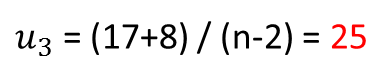 u₃ = (17+8) / (n-2) = 25